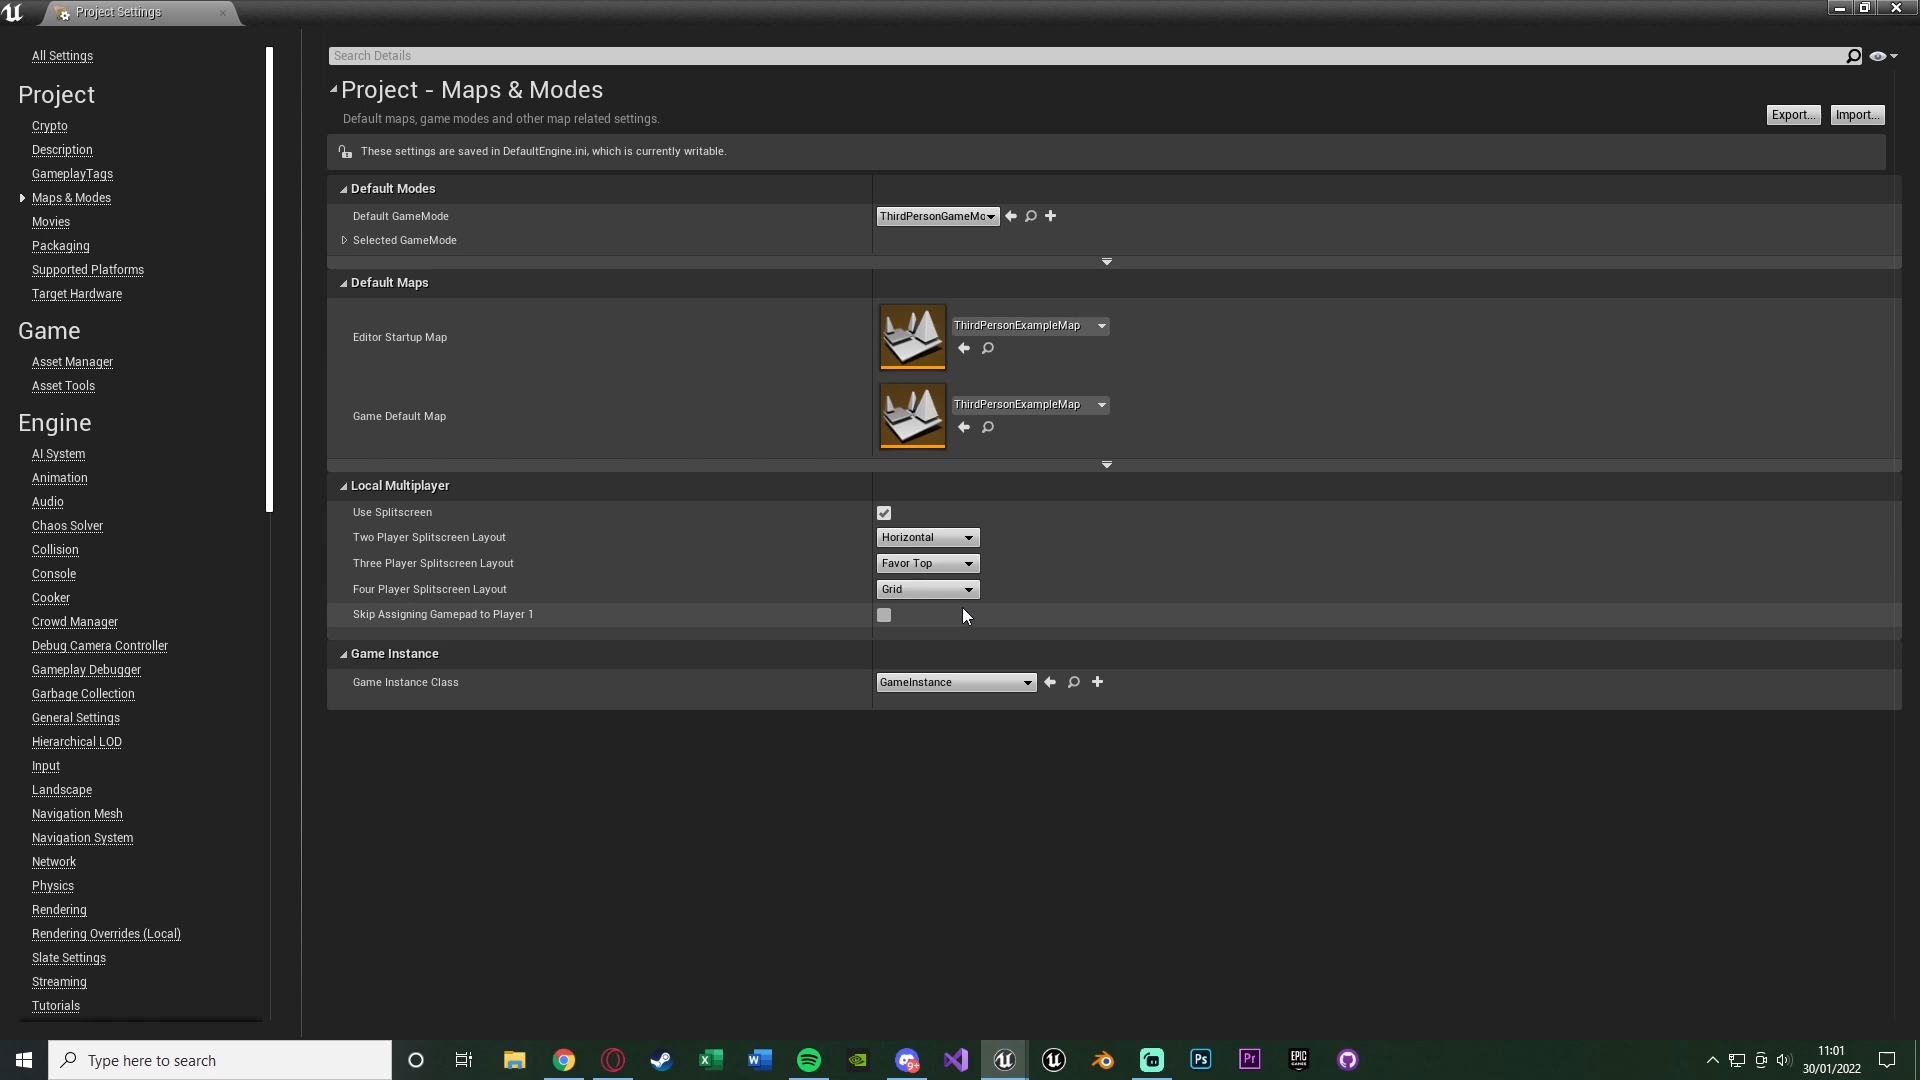 Project Settings
All Settings
Project
Crypto
Description
GameplayTags
Maps & Modes
Movies
Packaging
Supported Platforms
Target Hardware
Game
Asset Manager
Asset Tools
Engine
AI System
Animation
Audio
Chaos Solver
Collision
Console
Cooker
Crowd Manager
Debug Camera Controller
Gameplay Debugger
Garbage Collection
General Settings
Hierarchical LOD
Input
Landscape
Navigation Mesh
Navigation System
Network
Physics
Rendering
Rendering Overrides (Local)
Slate Settings
Streaming
Tutorials
Search Details
Project - Maps & Modes
Default maps, game modes and other map related settings.
Export... Import...
These settings are saved in DefaultEngine.ini, which is currently writable.
Default Modes
Default GameMode ThirdPersonGameMo
Selected GameMode
Default Maps
Editor Startup Map ThirdPersonExampleMap
Game Default Map ThirdPersonExampleMap
Local Multiplayer
Use Splitscreen
Two Player Splitscreen Layout Horizontal
Three Player Splitscreen Layout Favor Top
Four Player Splitscreen Layout Grid
Skip Assigning Gamepad to Player 1
Game Instance
Game Instance Class GameInstance
Type here to search
9+
Ps
Pr
EPIC GAMES
11:01
30/01/2022